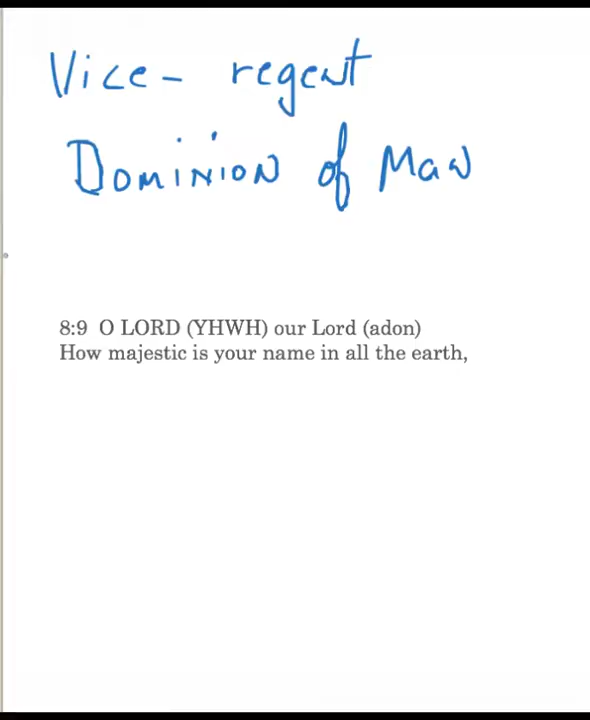 Vice- regent
Dominion of Man
8:9 O LORD (YHWH) our Lord (adon)
How majestic is your name in all the earth,